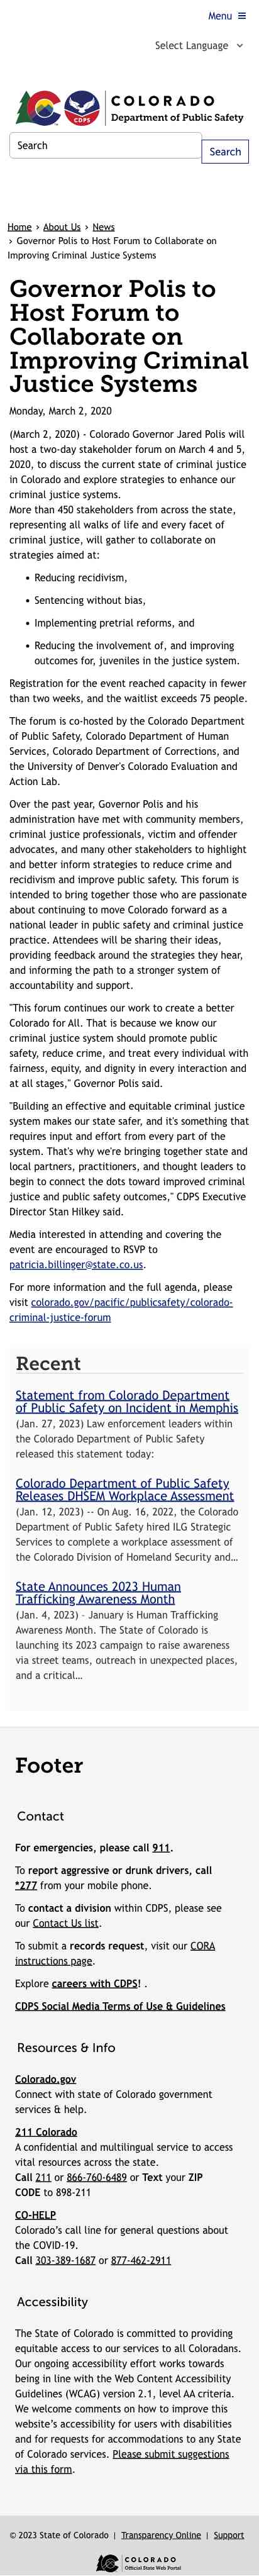 Menu ≡
Select Language
CDPS
COLORADO
Department of Public Safety
Search
Search
Home › About Us › News
› Governor Polis to Host Forum to Collaborate on
Improving Criminal Justice Systems
Governor Polis to
Host Forum to
Collaborate on
Improving Criminal
Justice Systems
Monday, March 2, 2020
(March 2, 2020) - Colorado Governor Jared Polis will
host a two-day stakeholder forum on March 4 and 5,
2020, to discuss the current state of criminal justice
in Colorado and explore strategies to enhance our
criminal justice systems.
More than 450 stakeholders from across the state,
representing all walks of life and every facet of
criminal justice, will gather to collaborate on
strategies aimed at:
• Reducing recidivism,
• Sentencing without bias,
• Implementing pretrial reforms, and
• Reducing the involvement of, and improving
outcomes for, juveniles in the justice system.
Registration for the event reached capacity in fewer
than two weeks, and the waitlist exceeds 75 people.
The forum is co-hosted by the Colorado Department
of Public Safety, Colorado Department of Human
Services, Colorado Department of Corrections, and
the University of Denver's Colorado Evaluation and
Action Lab.
Over the past year, Governor Polis and his
administration have met with community members,
criminal justice professionals, victim and offender
advocates, and many other stakeholders to highlight
and better inform strategies to reduce crime and
recidivism and improve public safety. This forum is
intended to bring together those who are passionate
about continuing to move Colorado forward as a
national leader in public safety and criminal justice
practice. Attendees will be sharing their ideas,
providing feedback around the strategies they hear,
and informing the path to a stronger system of
accountability and support.
"This forum continues our work to create a better
Colorado for All. That is because we know our
criminal justice system should promote public
safety, reduce crime, and treat every individual with
fairness, equity, and dignity in every interaction and
at all stages," Governor Polis said.
"Building an effective and equitable criminal justice
system makes our state safer, and it's something that
requires input and effort from every part of the
system. That's why we're bringing together state and
local partners, practitioners, and thought leaders to
begin to connect the dots toward improved criminal
justice and public safety outcomes," CDPS Executive
Director Stan Hilkey said.
Media interested in attending and covering the
event are encouraged to RSVP to
patricia.billinger@state.co.us.
For more information and the full agenda, please
visit colorado.gov/pacific/publicsafety/colorado-
criminal-justice-forum
Recent
Statement from Colorado Department
of Public Safety on Incident in Memphis
(Jan. 27, 2023) Law enforcement leaders within
the Colorado Department of Public Safety
released this statement today:
Colorado Department of Public Safety
Releases DHSEM Workplace Assessment
(Jan. 12, 2023) -- On Aug. 16, 2022, the Colorado
Department of Public Safety hired ILG Strategic
Services to complete a workplace assessment of
the Colorado Division of Homeland Security and…
State Announces 2023 Human
Trafficking Awareness Month
(Jan. 4, 2023) – January is Human Trafficking
Awareness Month. The State of Colorado is
launching its 2023 campaign to raise awareness
via street teams, outreach in unexpected places,
and a critical…
Footer
Contact
For emergencies, please call 911.
To report aggressive or drunk drivers, call
*277 from your mobile phone.
To contact a division within CDPS, please see
our Contact Us list.
To submit a records request, visit our CORA
instructions page.
Explore careers with CDPS! .
CDPS Social Media Terms of Use & Guidelines
Resources & Info
Colorado.gov
Connect with state of Colorado government
services & help.
211 Colorado
A confidential and multilingual service to access
vital resources across the state.
Call 211 or 866-760-6489 or Text your ZIP
CODE to 898-211
CO-HELP
Colorado’s call line for general questions about
the COVID-19.
Call 303-389-1687 or 877-462-2911
Accessibility
The State of Colorado is committed to providing
equitable access to our services to all Coloradans.
Our ongoing accessibility effort works towards
being in line with the Web Content Accessibility
Guidelines (WCAG) version 2.1, level AA criteria.
We welcome comments on how to improve this
website’s accessibility for users with disabilities
and for requests for accommodations to any State
of Colorado services. Please submit suggestions
via this form.
© 2023 State of Colorado | Transparency Online | Support
COLORADO
Official State Web Portal